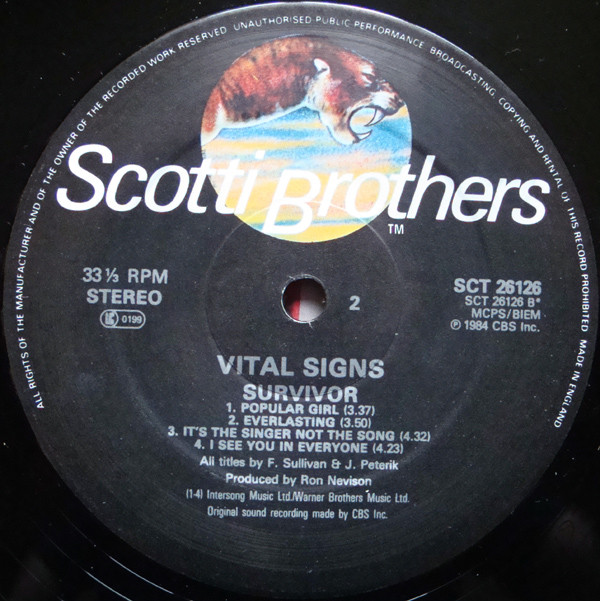 ALL RIGHTS OF THE MANUFACTURER AND OF THE OWNER OF THE RECORDED WORK RESERVED UNAUTHORISED PUBLIC PERFORMANCE BROADCASTING COPYING AND RENTAL OF THIS RECORD PROHIBITED MADE IN ENGLAND
Scotti Brothers
TM
33 ⅓ RPM
STEREO
0199
2
SCT 26126
SCT 26126 B*
MCPS/BIEM
℗ 1984 CBS Inc.
VITAL SIGNS
SURVIVOR
1. POPULAR GIRL (3.37)
2. EVERLASTING (3.50)
3. IT'S THE SINGER NOT THE SONG (4.32)
4. I SEE YOU IN EVERYONE (4.23)
All titles by F. Sullivan & J. Peterik
Produced by Ron Nevison
(1-4) Intersong Music Ltd./Warner Brothers Music Ltd.
Original sound recording made by CBS Inc.